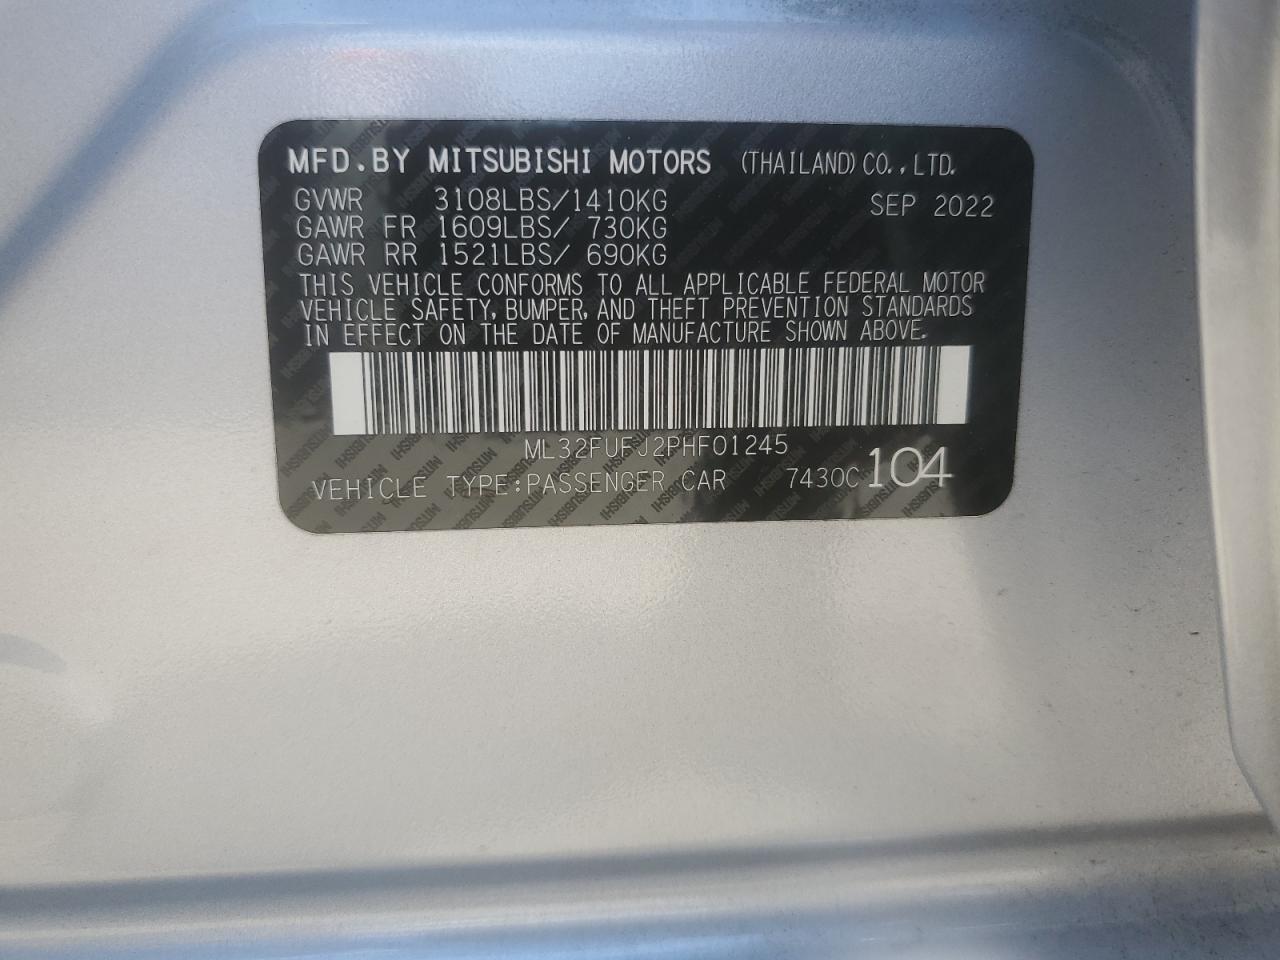 MFD.BY MITSUBISHI MOTORS (THAILAND) CO.,LTD.
GVWR 3108LBS/1410KG SEP 2022
GAWR FR 1609LBS/ 730KG
GAWR RR 1521LBS/ 690KG
THIS VEHICLE CONFORMS TO ALL APPLICABLE FEDERAL MOTOR
VEHICLE SAFETY, BUMPER, AND THEFT PREVENTION STANDARDS
IN EFFECT ON THE DATE OF MANUFACTURE SHOWN ABOVE.
ML32FUFJ2PHF01245
VEHICLE TYPE:PASSENGER CAR 7430C 104